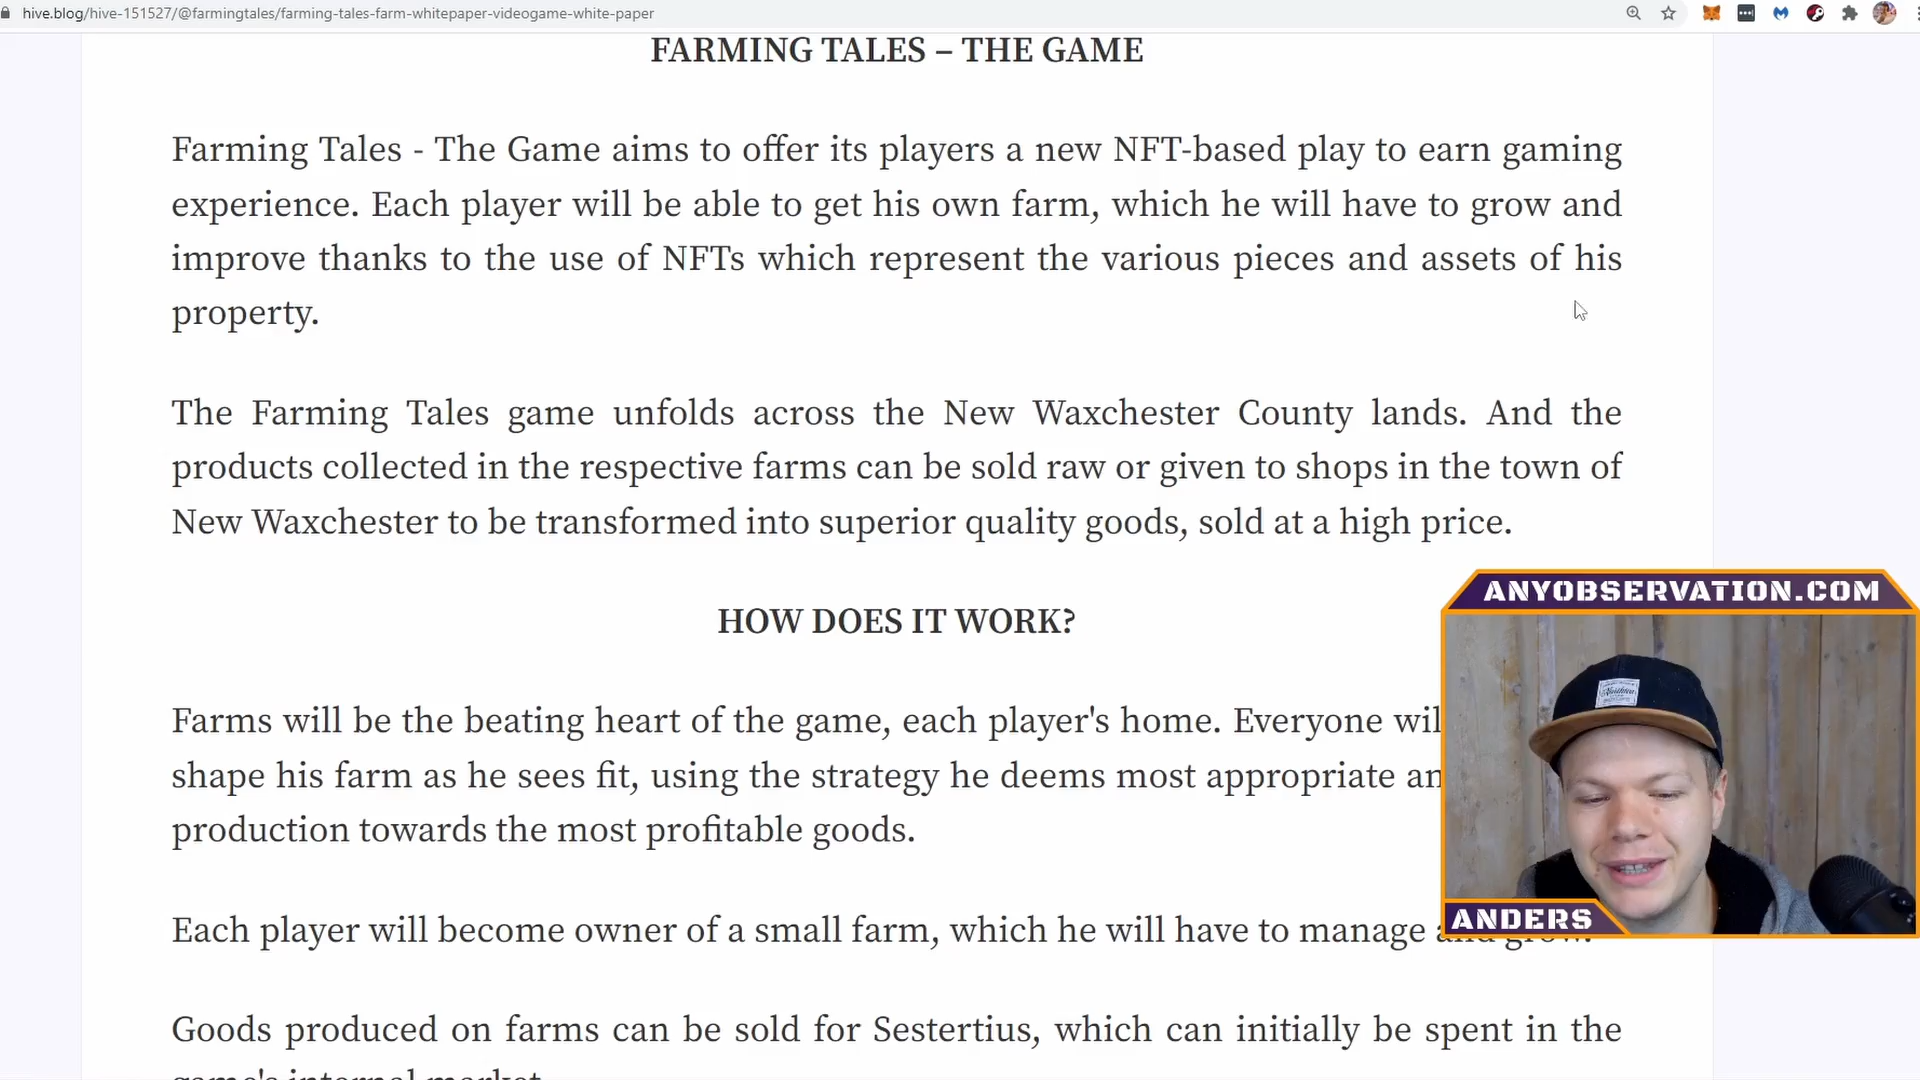 hive.blog/hive-151527/@farmingtales/farming-tales-farm-whitepaper-videogame-white-paper
FARMING TALES – THE GAME
Farming Tales - The Game aims to offer its players a new NFT-based play to earn gaming
experience. Each player will be able to get his own farm, which he will have to grow and
improve thanks to the use of NFTs which represent the various pieces and assets of his
property.
The Farming Tales game unfolds across the New Waxchester County lands. And the
products collected in the respective farms can be sold raw or given to shops in the town of
New Waxchester to be transformed into superior quality goods, sold at a high price.
HOW DOES IT WORK?
Farms will be the beating heart of the game, each player's home. Everyone wil
shape his farm as he sees fit, using the strategy he deems most appropriate an
production towards the most profitable goods.
Each player will become owner of a small farm, which he will have to manage and grow.
Goods produced on farms can be sold for Sestertius, which can initially be spent in the
game's internal market.
ANYOBSERVATION.COM
ANDERS